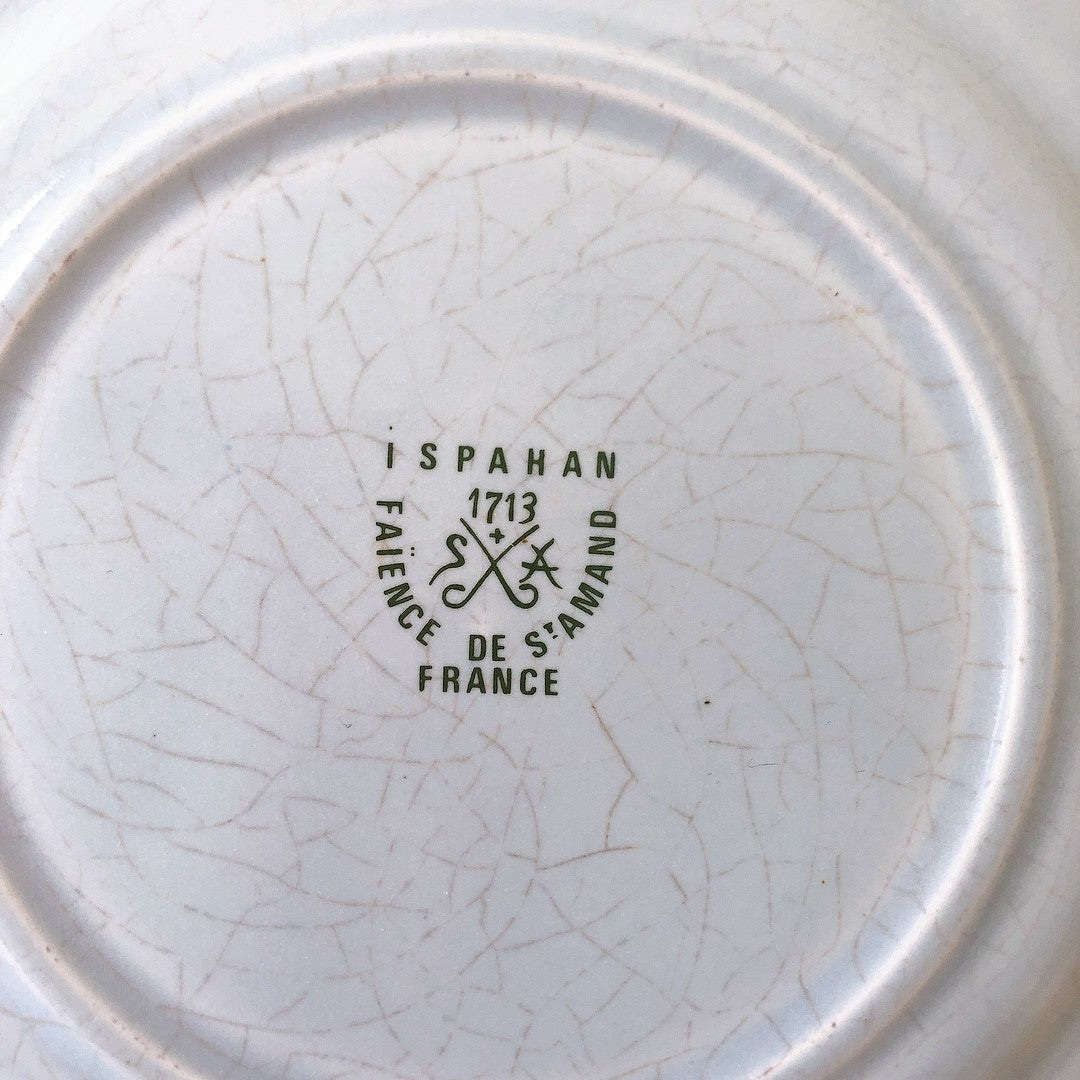 ISPAHAN
1713
S A
FAÏENCE DE ST AMAND
FRANCE